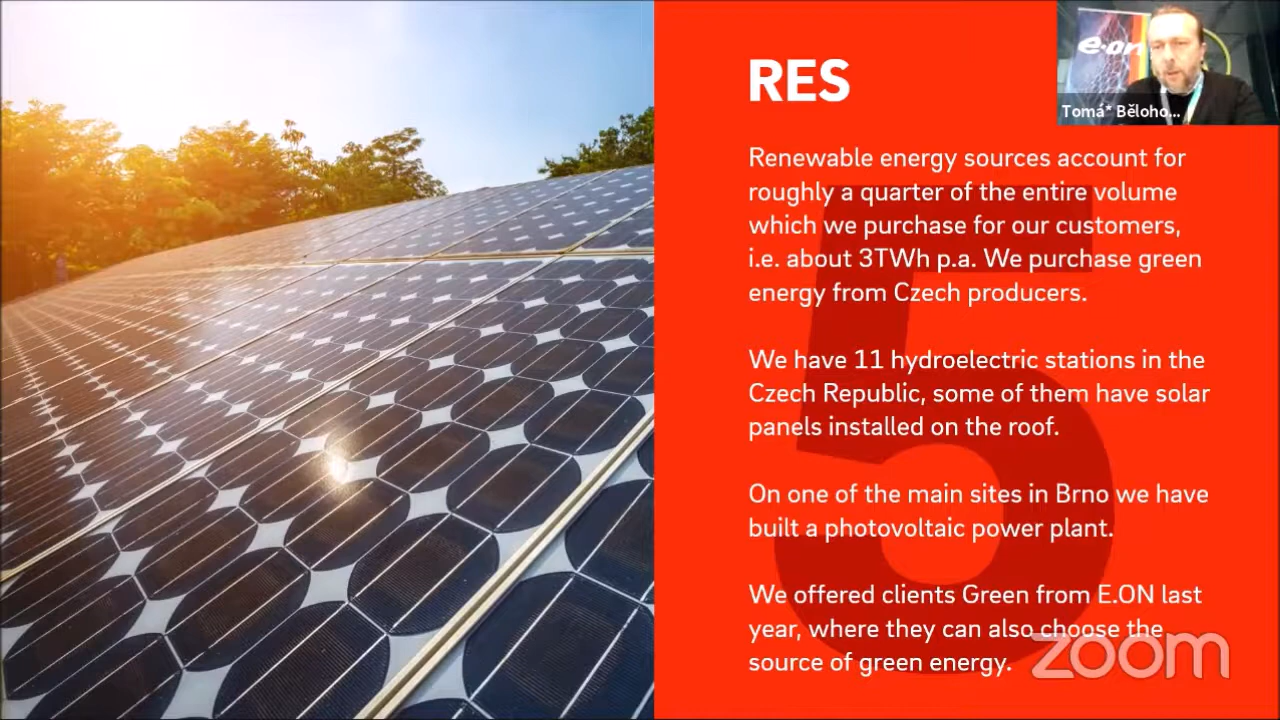 RES
e·on
Tomá* Běloho...
Renewable energy sources account for
roughly a quarter of the entire volume
which we purchase for our customers,
i.e. about 3TWh p.a. We purchase green
energy from Czech producers.
We have 11 hydroelectric stations in the
Czech Republic, some of them have solar
panels installed on the roof.
On one of the main sites in Brno we have
built a photovoltaic power plant.
We offered clients Green from E.ON last
year, where they can also choose the
source of green energy.
5
zoom